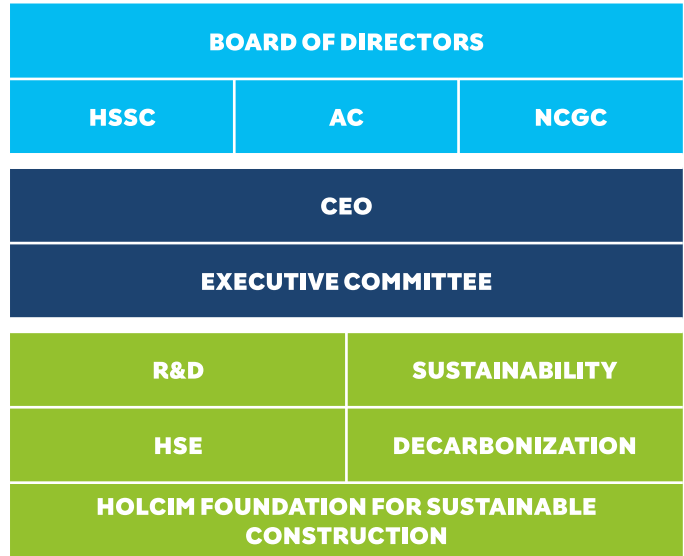 BOARD OF DIRECTORS
HSSC AC NCGC
CEO
EXECUTIVE COMMITTEE
R&D SUSTAINABILITY
HSE DECARBONIZATION
HOLCIM FOUNDATION FOR SUSTAINABLE
CONSTRUCTION